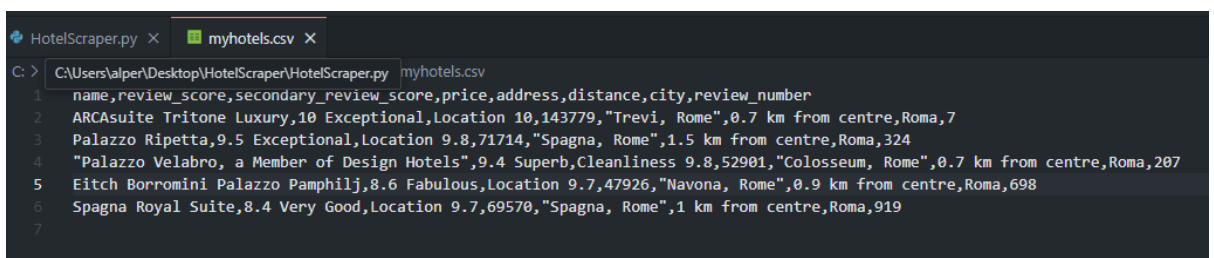 HotelScraper.py × myhotels.csv ×
C: > C:\Users\alper\Desktop\HotelScraper\HotelScraper.py myhotels.csv
1 name,review_score,secondary_review_score,price,address,distance,city,review_number
2 ARCAsuite Tritone Luxury,10 Exceptional,Location 10,143779,"Trevi, Rome",0.7 km from centre,Roma,7
3 Palazzo Ripetta,9.5 Exceptional,Location 9.8,71714,"Spagna, Rome",1.5 km from centre,Roma,324
4 "Palazzo Velabro, a Member of Design Hotels",9.4 Superb,Cleanliness 9.8,52901,"Colosseum, Rome",0.7 km from centre,Roma,207
5 Eitch Borromini Palazzo Pamphilj,8.6 Fabulous,Location 9.7,47926,"Navona, Rome",0.9 km from centre,Roma,698
6 Spagna Royal Suite,8.4 Very Good,Location 9.7,69570,"Spagna, Rome",1 km from centre,Roma,919
7